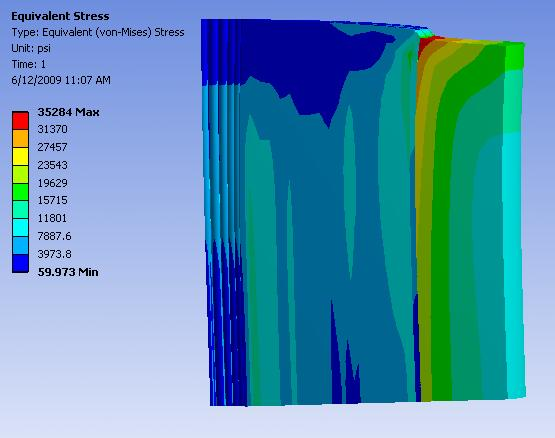 Equivalent Stress
Type: Equivalent (von-Mises) Stress
Unit: psi
Time: 1
6/12/2009 11:07 AM
35284 Max
31370
27457
23543
19629
15715
11801
7887.6
3973.8
59.973 Min